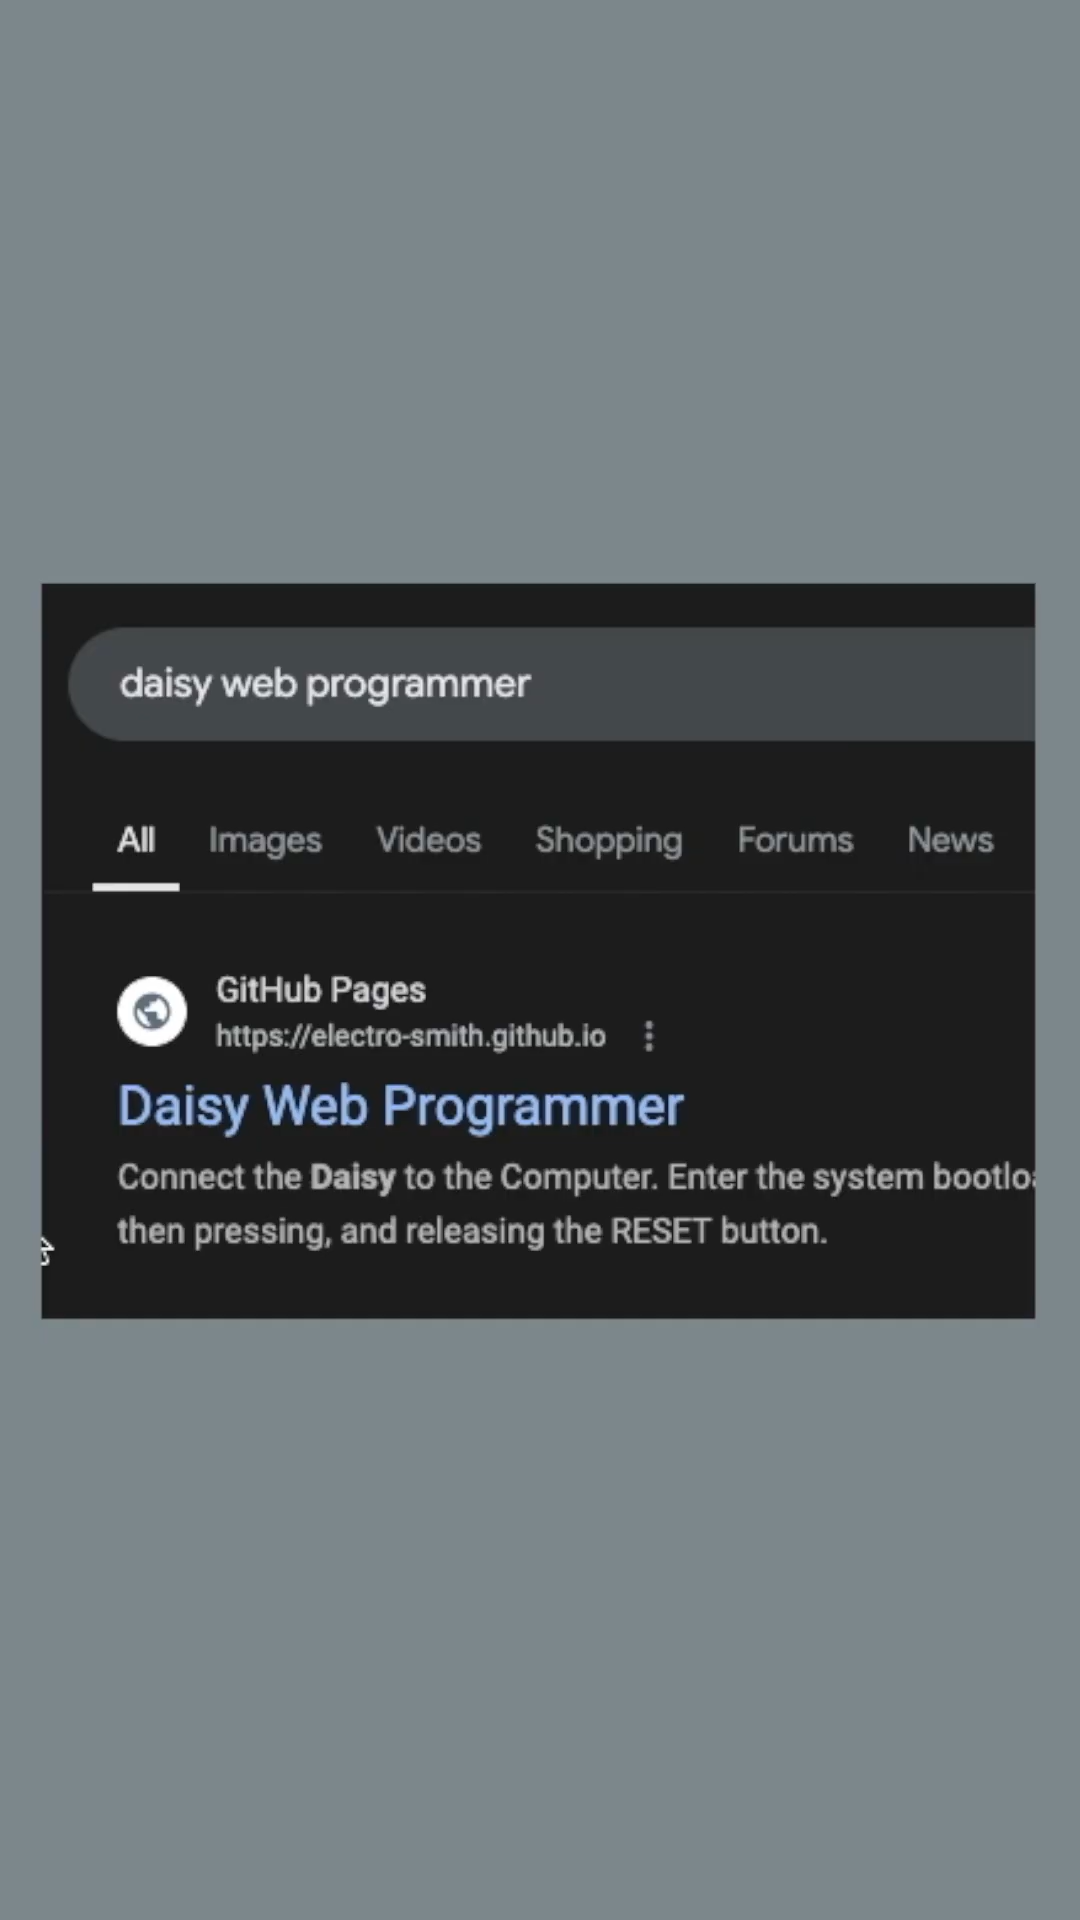 daisy web programmer
All Images Videos Shopping Forums News
GitHub Pages
https://electro-smith.github.io
Daisy Web Programmer
Connect the Daisy to the Computer. Enter the system
then pressing, and releasing the RESET button.